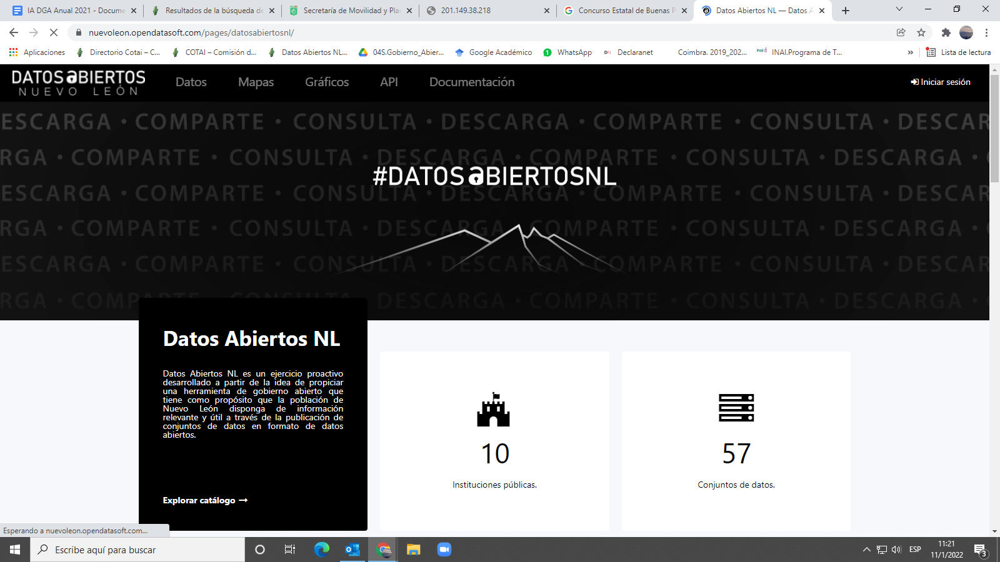 IA DGA Anual 2021 - Docume
Resultados de la búsqueda de
Secretaría de Movilidad y Pla
201.149.38.218
Concurso Estatal de Buenas P
Datos Abiertos NL — Datos A
nuevoleon.opendatasoft.com/pages/datosabiertosnl/
Aplicaciones
Directorio Cotai – C...
COTAI – Comisión d...
Datos Abiertos NL...
04S.Gobierno_Abier...
Google Académico
WhatsApp
DN Declaranet
Coimbra. 2019_202...
inai INAI.Programa de T...
»
Lista de lectura
DATOS aBIERTOS
NUEVO LEÓN
Datos
Mapas
Gráficos
API
Documentación
Iniciar sesión
ESCARGA • COMPARTE • CONSULTA • DESCARGA • COMPARTE • CONSULTA • DESCARGA
RGA • COMPARTE • CONSULTA • DESCARGA • COMPARTE • CONSULTA • DESCARGA • C
#DATOSaBIERTOSNL
ESCARGA • COMPARTE • CONSULTA • DESCARGA • COMPARTE • CONSULTA • DESCARGA
RGA • COMPARTE • CONSULTA • DESCARGA • COMPARTE • CONSULTA • DESCARGA • C
ESCARGA • COMPARTE • CONSULTA • DESCARGA • COMPARTE • CONSULTA • DESCARGA
RGA • COMPARTE • CONSULTA • DESCARGA • COMPARTE • CONSULTA • DESCARGA • C
Datos Abiertos NL
Datos Abiertos NL es un ejercicio proactivo
desarrollado a partir de la idea de propiciar
una herramienta de gobierno abierto que
tiene como propósito que la población de
Nuevo León disponga de información
relevante y útil a través de la publicación de
conjuntos de datos en formato de datos
abiertos.
Explorar catálogo
10
Instituciones públicas.
57
Conjuntos de datos.
Esperando a nuevoleon.opendatasoft.com...
Escribe aquí para buscar
ESP
11:21
11/1/2022
3